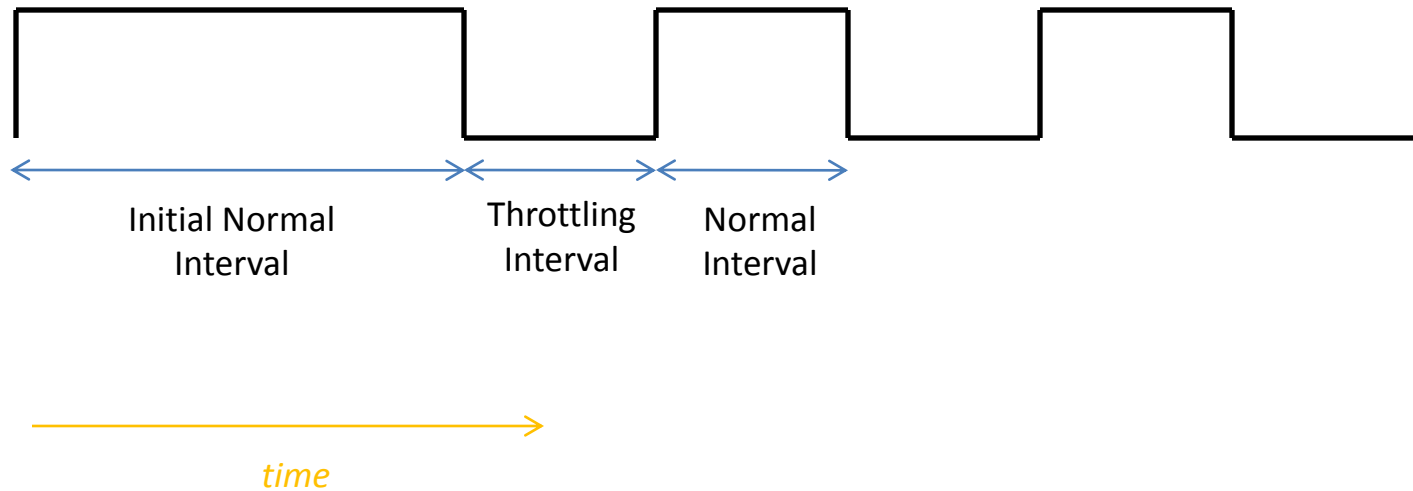 Initial Normal
Interval
Throttling
Interval
Normal
Interval
time